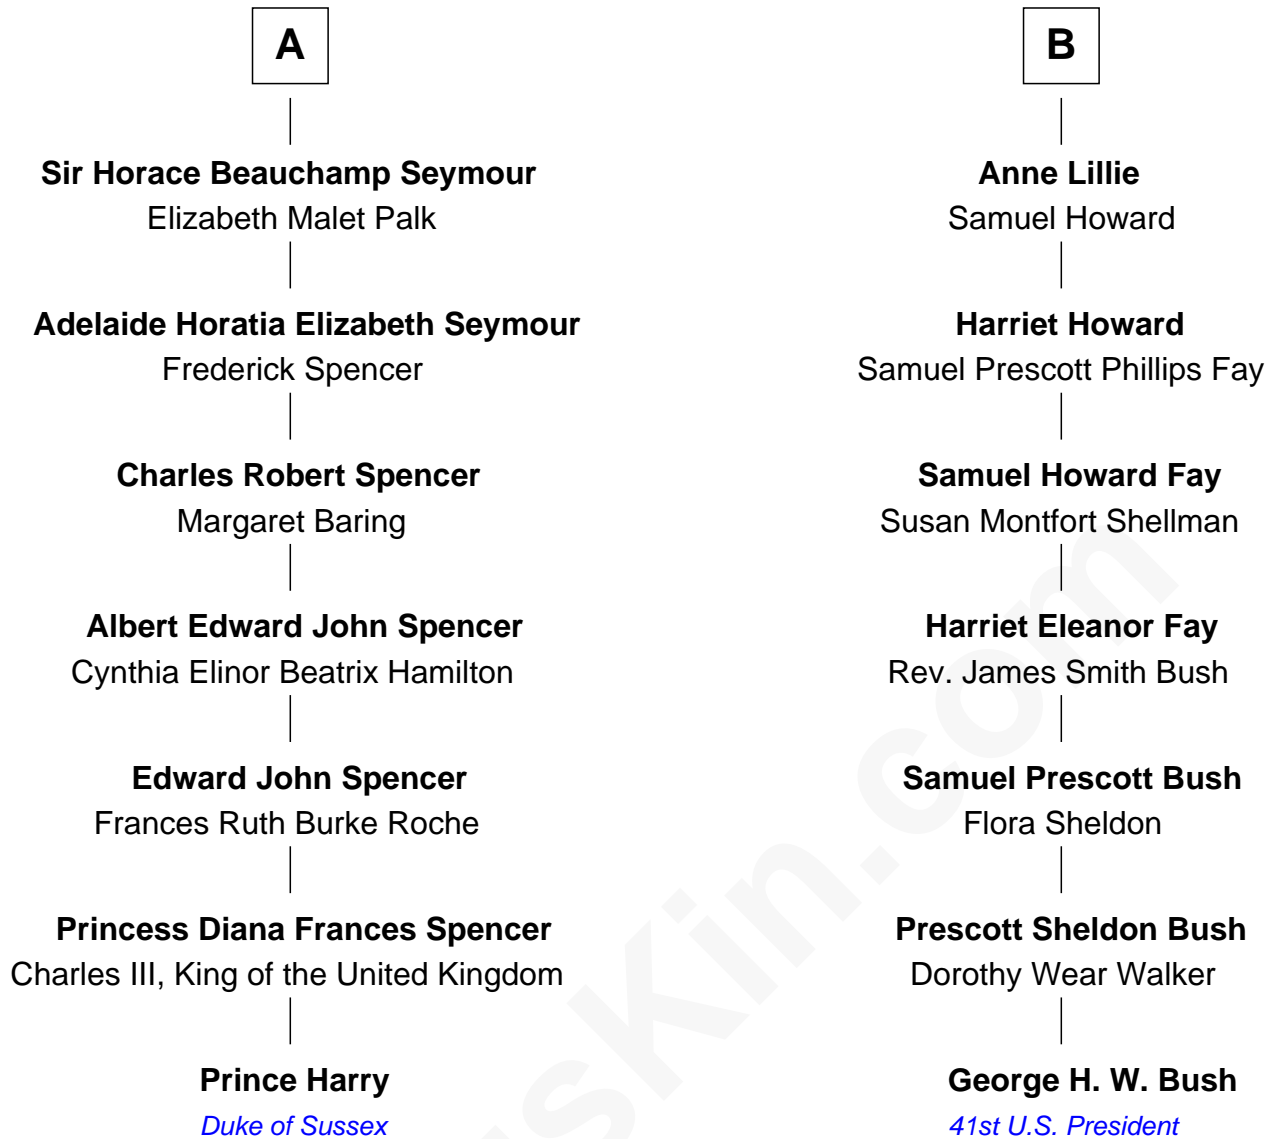 A
Sir Horace Beauchamp Seymour
Elizabeth Malet Palk
Adelaide Horatia Elizabeth Seymour
Frederick Spencer
Charles Robert Spencer
Margaret Baring
Albert Edward John Spencer
Cynthia Elinor Beatrix Hamilton
Edward John Spencer
Frances Ruth Burke Roche
Princess Diana Frances Spencer
Charles III, King of the United Kingdom
Prince Harry
Duke of Sussex
B
Anne Lillie
Samuel Howard
Harriet Howard
Samuel Prescott Phillips Fay
Samuel Howard Fay
Susan Montfort Shellman
Harriet Eleanor Fay
Rev. James Smith Bush
Samuel Prescott Bush
Flora Sheldon
Prescott Sheldon Bush
Dorothy Wear Walker
George H. W. Bush
41st U.S. President